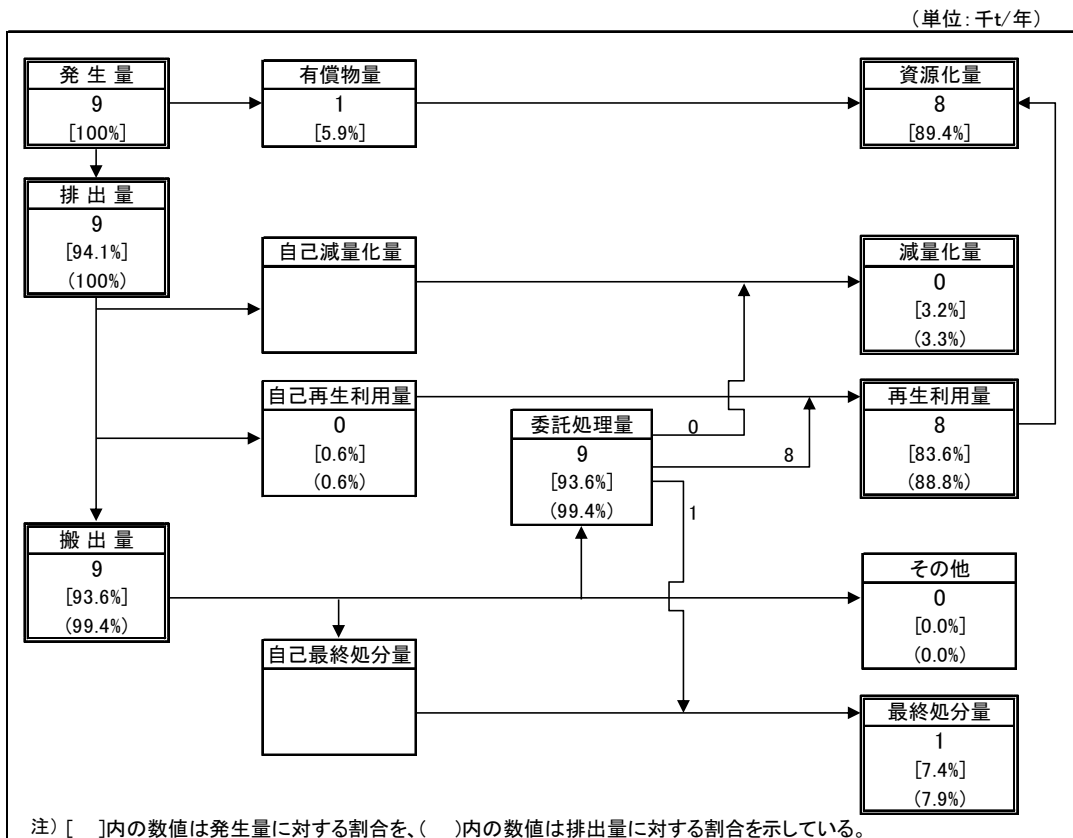 （単位：千t/年）
発 生 量
9
[100%]
有償物量
1
[5.9%]
資源化量
8
[89.4%]
排 出 量
9
[94.1%]
(100%)
自己減量化量
減量化量
0
[3.2%]
(3.3%)
自己再生利用量
0
[0.6%]
(0.6%)
委託処理量
9
[93.6%]
(99.4%)
0
8
1
再生利用量
8
[83.6%]
(88.8%)
搬 出 量
9
[93.6%]
(99.4%)
その他
0
[0.0%]
(0.0%)
自己最終処分量
最終処分量
1
[7.4%]
(7.9%)
注）[　]内の数値は発生量に対する割合を、(　)内の数値は排出量に対する割合を示している。